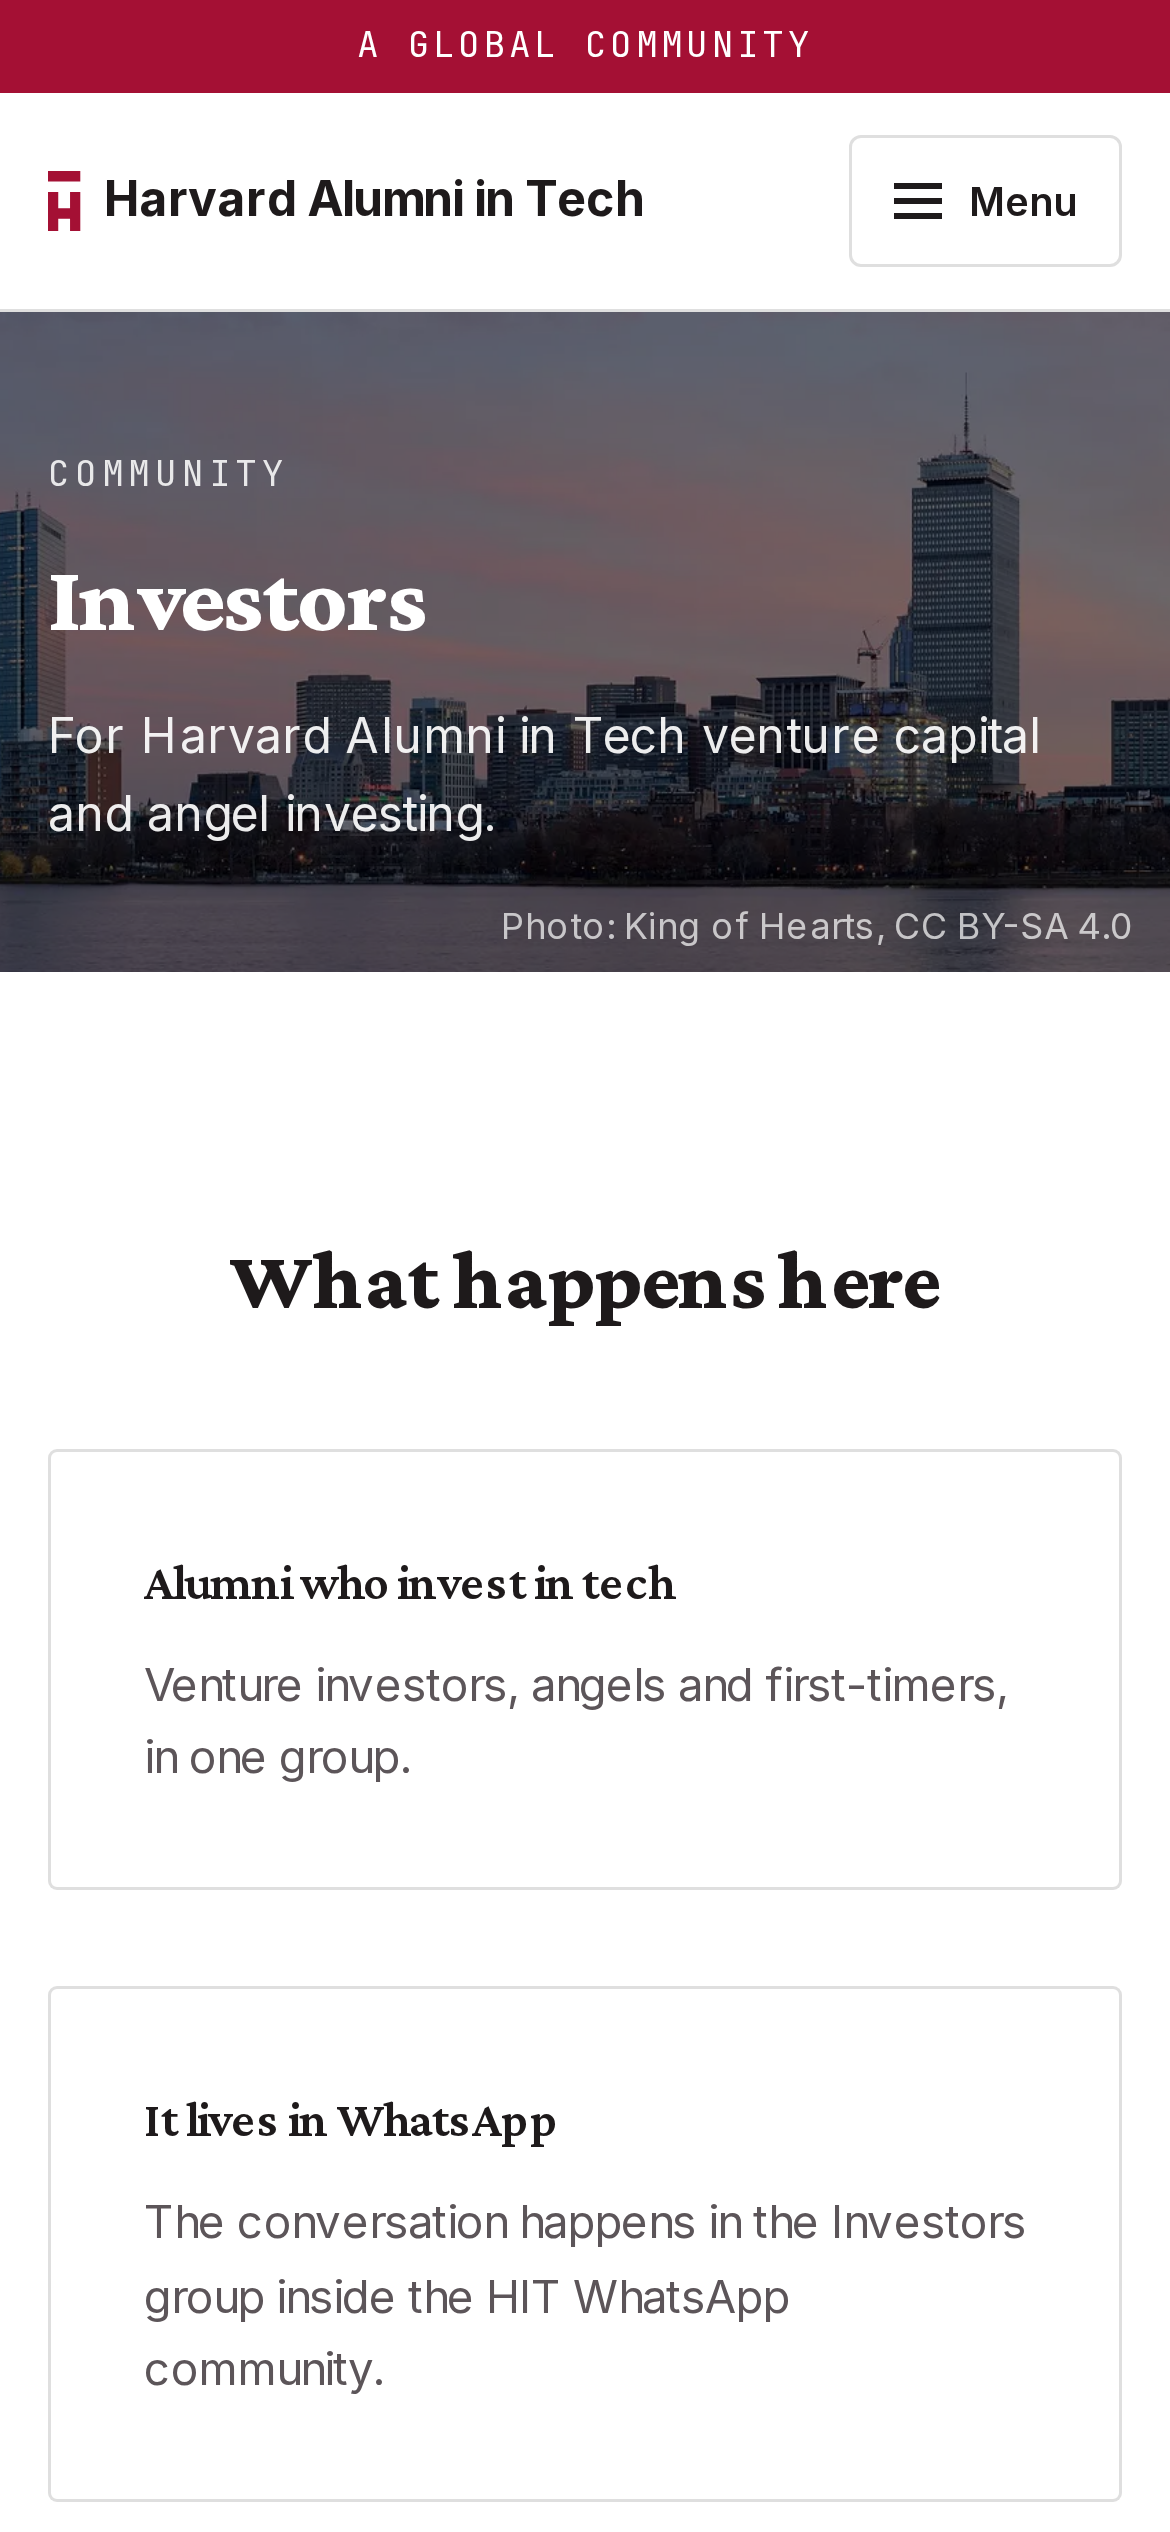 A GLOBAL COMMUNITY
Harvard Alumni in Tech
Menu
COMMUNITY
Investors
For Harvard Alumni in Tech venture capital
and angel investing.
Photo: King of Hearts, CC BY-SA 4.0
What happens here
Alumni who invest in tech
Venture investors, angels and first-timers,
in one group.
It lives in WhatsApp
The conversation happens in the Investors
group inside the HIT WhatsApp
community.